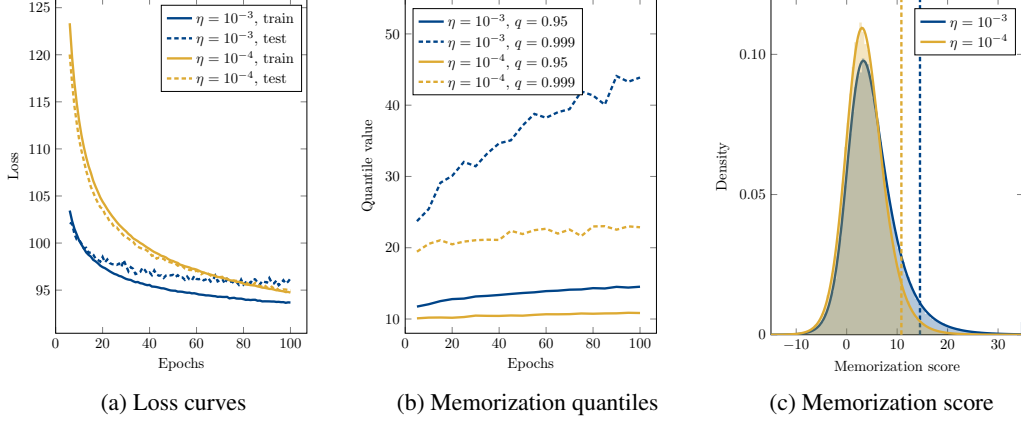 125
120
115
110
105
100
95
0
20
40
60
80
100
Loss
Epochs
η = 10⁻³, train
η = 10⁻³, test
η = 10⁻⁴, train
η = 10⁻⁴, test
(a) Loss curves
50
40
30
20
10
0
20
40
60
80
100
Quantile value
Epochs
η = 10⁻³, q = 0.95
η = 10⁻³, q = 0.999
η = 10⁻⁴, q = 0.95
η = 10⁻⁴, q = 0.999
(b) Memorization quantiles
0.10
0.05
0
−10
0
10
20
30
Density
Memorization score
η = 10⁻³
η = 10⁻⁴
(c) Memorization score